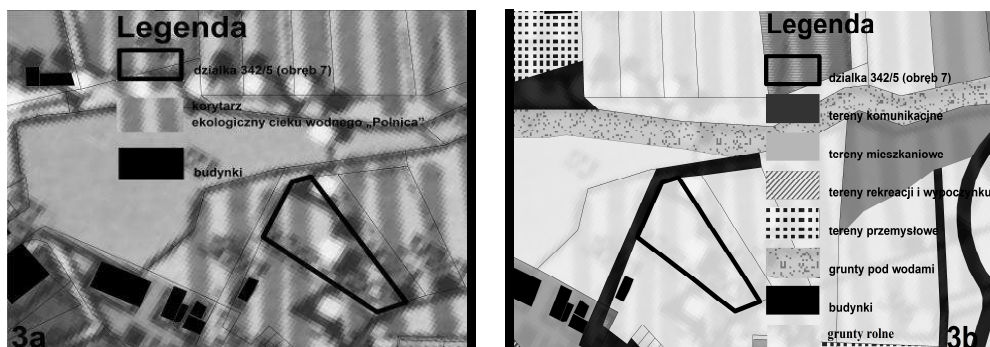 Legenda
działka 342/5 (obręb 7)
korytarz
ekologiczny cieku wodnego „Polnica”
budynki
3a
Legenda
działka 342/5 (obręb 7)
tereny komunikacjne
tereny mieszkaniowe
tereny rekreacji i wypoczynku
tereny przemysłowe
grunty pod wodami
budynki
grunty rolne
3b